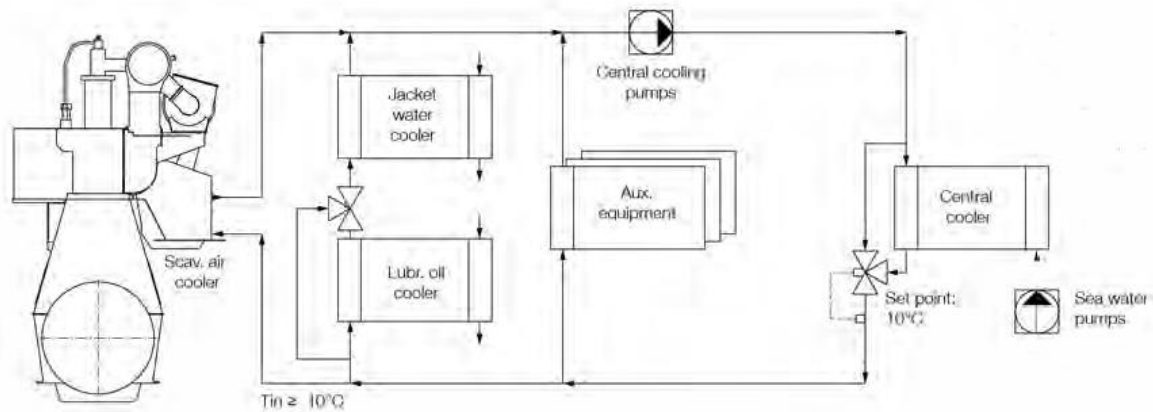 Central cooling
pumps
Jacket
water
cooler
Aux.
equipment
Central
cooler
Scav. air
cooler
Lubr. oil
cooler
Set point:
10°C
Sea water
pumps
Tin ≥ 10°C